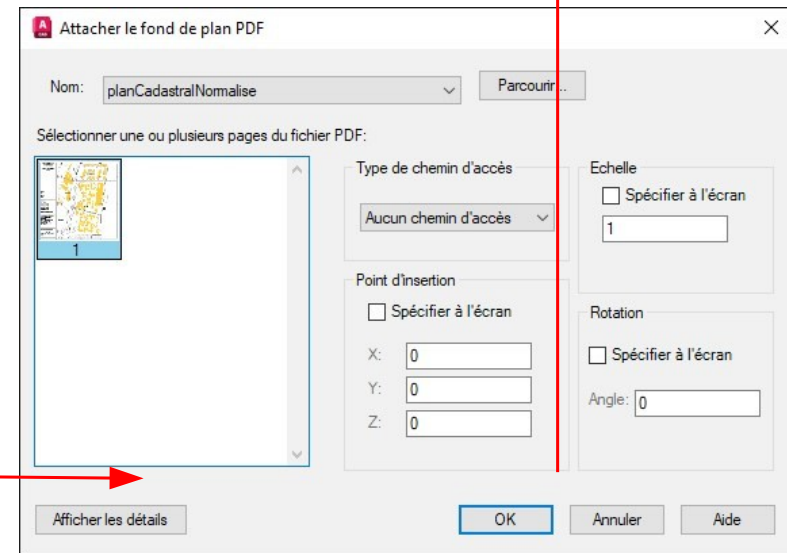 Attacher le fond de plan PDF
Nom: planCadastralNormalise Parcourir...
Sélectionner une ou plusieurs pages du fichier PDF:
1
Type de chemin d'accès
Aucun chemin d'accès
Echelle
Spécifier à l'écran
1
Point d'insertion
Spécifier à l'écran
X: 0
Y: 0
Z: 0
Rotation
Spécifier à l'écran
Angle: 0
Afficher les détails OK Annuler Aide